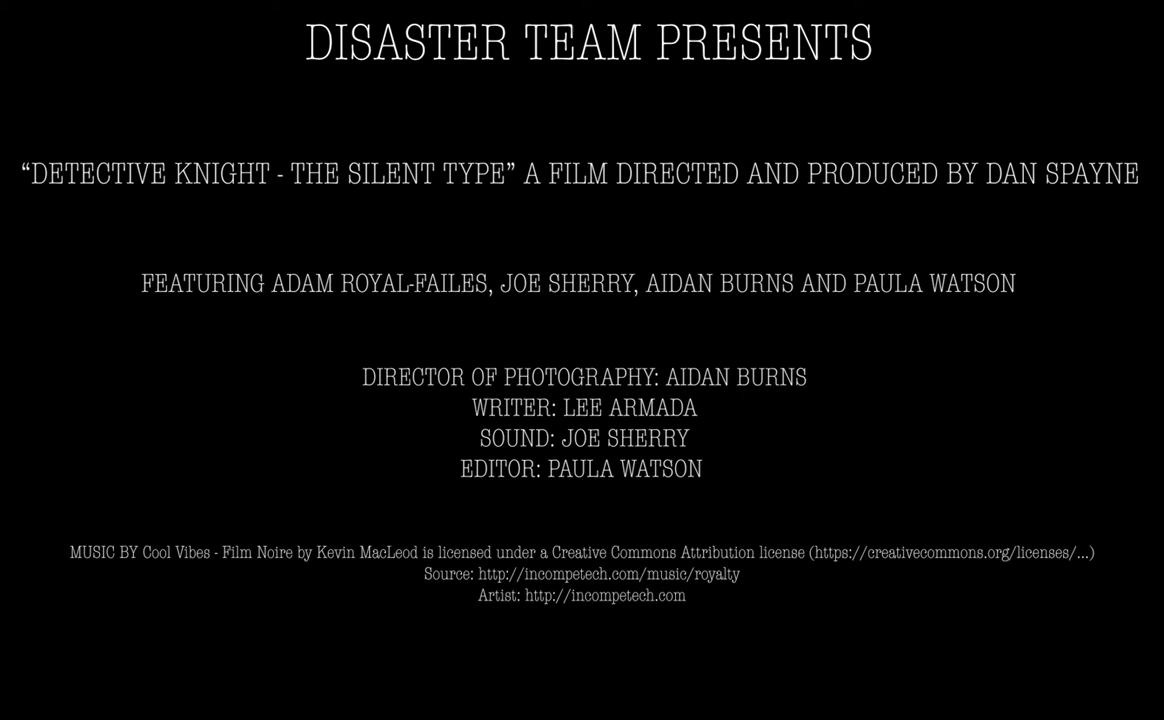 DISASTER TEAM PRESENTS
“DETECTIVE KNIGHT - THE SILENT TYPE” A FILM DIRECTED AND PRODUCED BY DAN SPAYNE
FEATURING ADAM ROYAL-FAILES, JOE SHERRY, AIDAN BURNS AND PAULA WATSON
DIRECTOR OF PHOTOGRAPHY: AIDAN BURNS
WRITER: LEE ARMADA
SOUND: JOE SHERRY
EDITOR: PAULA WATSON
MUSIC BY Cool Vibes - Film Noire by Kevin MacLeod is licensed under a Creative Commons Attribution license (https://creativecommons.org/licenses/...)
Source: http://incompetech.com/music/royalty
Artist: http://incompetech.com